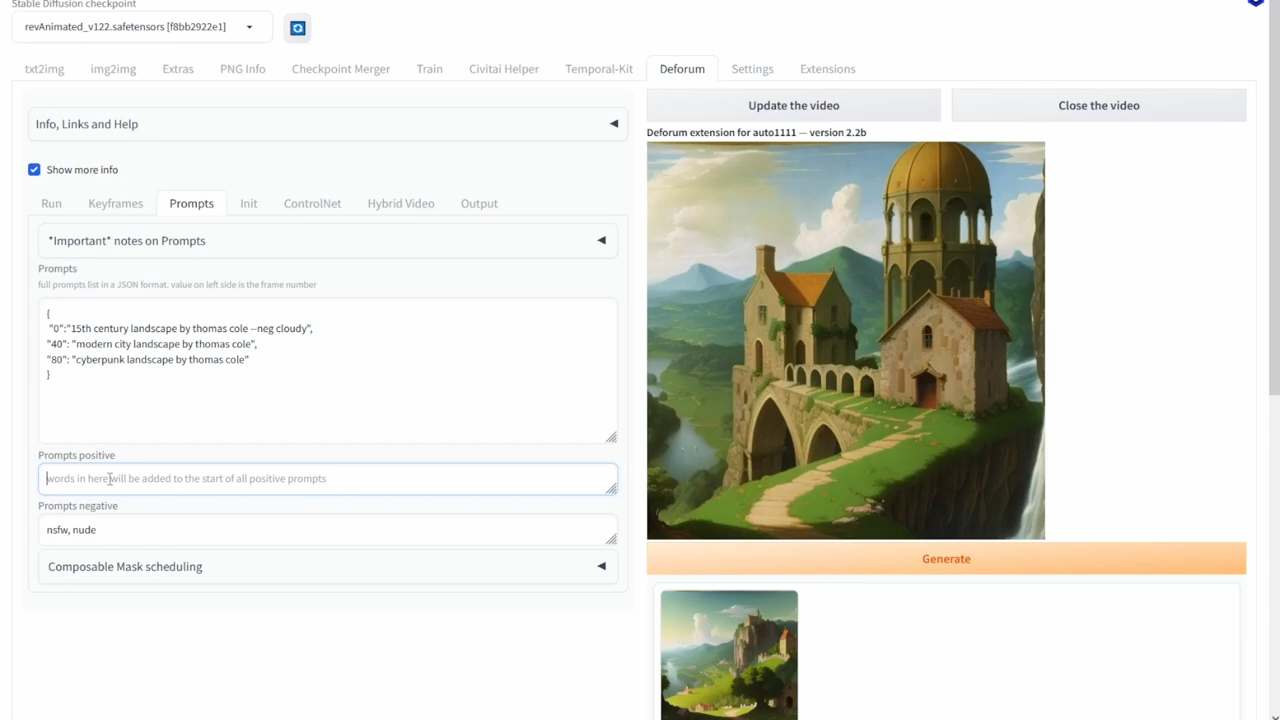 Stable Diffusion checkpoint
revAnimated_v122.safetensors [f8bb2922e1]
txt2img img2img Extras PNG Info Checkpoint Merger Train Civitai Helper Temporal-Kit Deforum Settings Extensions
Info, Links and Help
Show more info
Run Keyframes Prompts Init ControlNet Hybrid Video Output
*Important* notes on Prompts
Prompts
full prompts list in a JSON format. value on left side is the frame number
{
"0":"15th century landscape by thomas cole --neg cloudy",
"40": "modern city landscape by thomas cole",
"80": "cyberpunk landscape by thomas cole"
}
Prompts positive
words in here will be added to the start of all positive prompts
Prompts negative
nsfw, nude
Composable Mask scheduling
Update the video Close the video
Deforum extension for auto1111 — version 2.2b
Generate